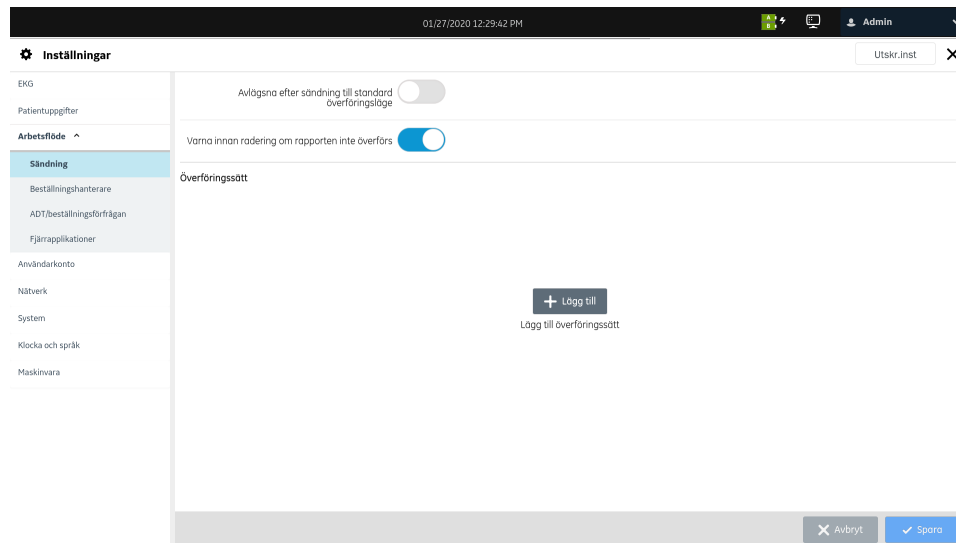 01/27/2020 12:29:42 PM
A
B
Admin
Inställningar
Utskr.inst
EKG
Patientuppgifter
Arbetsflöde
Sändning
Beställningshanterare
ADT/beställningsförfrågan
Fjärrapplikationer
Användarkonto
Nätverk
System
Klocka och språk
Maskinvara
Avlägsna efter sändning till standard
överföringsläge
Varna innan radering om rapporten inte överförs
Överföringssätt
Lägg till
Lägg till överföringssätt
Avbryt
Spara